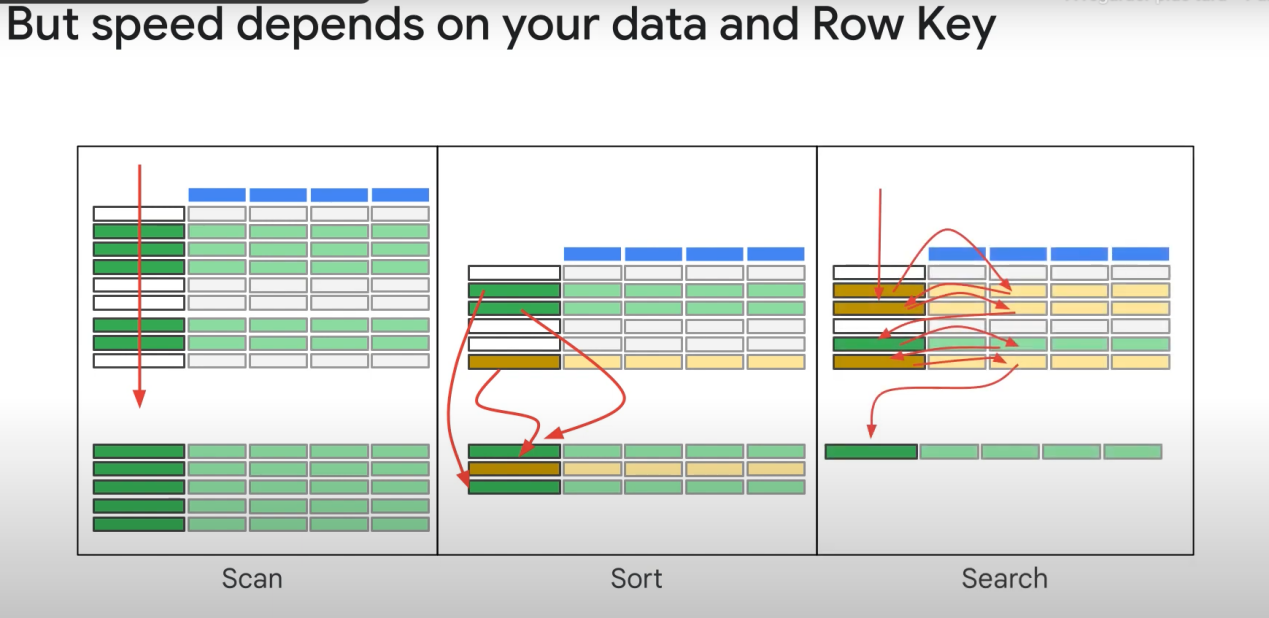 But speed depends on your data and Row Key
Scan
Sort
Search